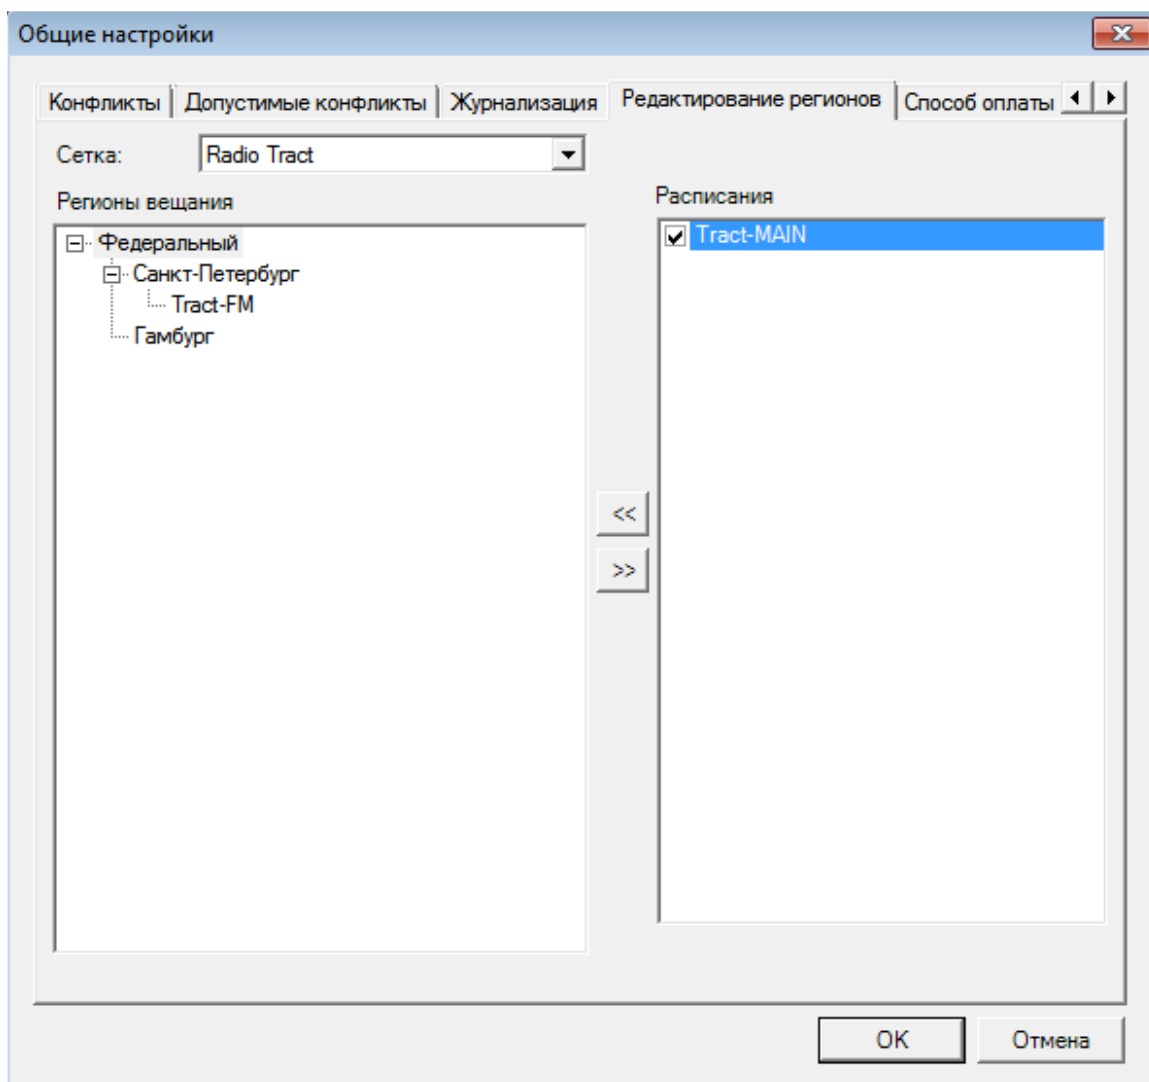 Общие настройки
Конфликты Допустимые конфликты Журнализация Редактирование регионов Способ оплаты
Сетка: Radio Tract
Регионы вещания
Расписания
Федеральный
Санкт-Петербург
Tract-FM
Гамбург
Tract-MAIN
<<
>>
OK Отмена